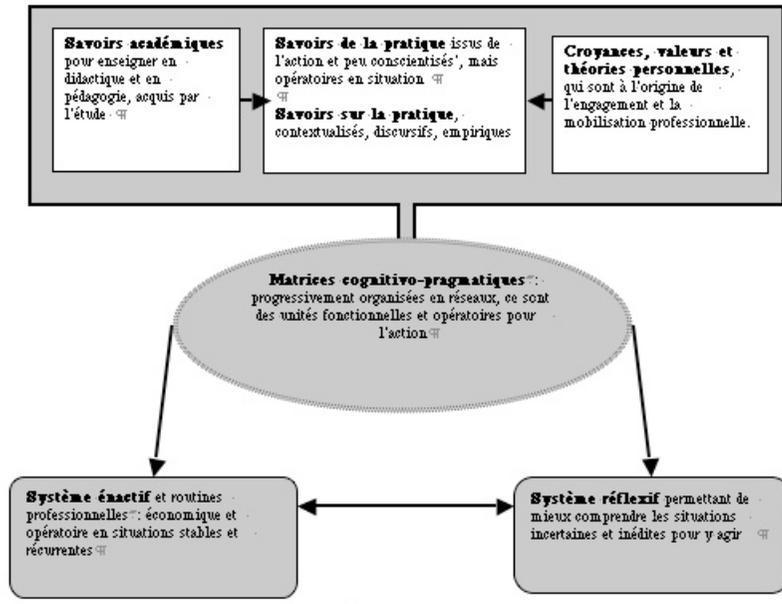 Savoirs académiques
pour enseigner en
didactique et en
pédagogie, acquis par
l'étude ¶
Savoirs de la pratique issus de
l'action et peu conscientisés', mais
opératoires en situation ¶
¶
Savoirs sur la pratique,
contextualisés, discursifs, empiriques
Croyances, valeurs et
théories personnelles,
qui sont à l'origine de
l'engagement et la
mobilisation professionnelle.
Matrices cognitivo-pragmatiques :
progressivement organisées en réseaux, ce sont
des unités fonctionnelles et opératoires pour
l'action ¶
Système énactif et routines
professionnelles : économique et
opératoire en situations stables et
récurrentes ¶
Système réflexif permettant de
mieux comprendre les situations
incertaines et inédites pour y agir ¶